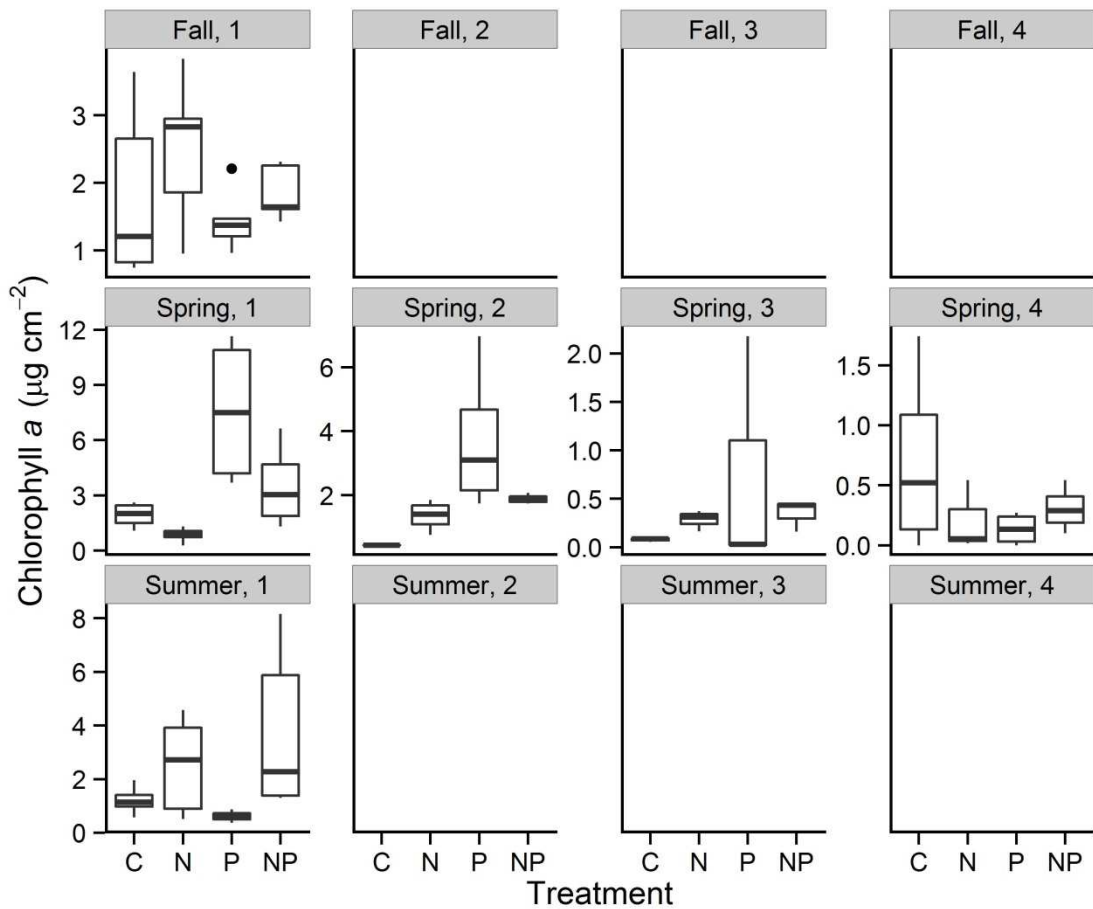 Fall, 1
Fall, 2
Fall, 3
Fall, 4
3
2
1
Spring, 1
Spring, 2
Spring, 3
Spring, 4
12
9
6
3
0
6
4
2
2.0
1.5
1.0
0.5
0.0
1.5
1.0
0.5
0.0
Summer, 1
Summer, 2
Summer, 3
Summer, 4
8
6
4
2
0
C N P NP
C N P NP
C N P NP
C N P NP
Treatment
Chlorophyll a (μg cm⁻²)